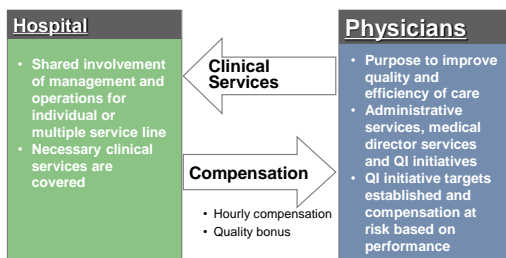 Hospital
• Shared involvement
of management and
operations for
individual or
multiple service line
• Necessary clinical
services are
covered
Clinical
Services
Compensation
• Hourly compensation
• Quality bonus
Physicians
• Purpose to improve
quality and
efficiency of care
• Administrative
services, medical
director services
and QI initiatives
• QI initiative targets
established and
compensation at
risk based on
performance